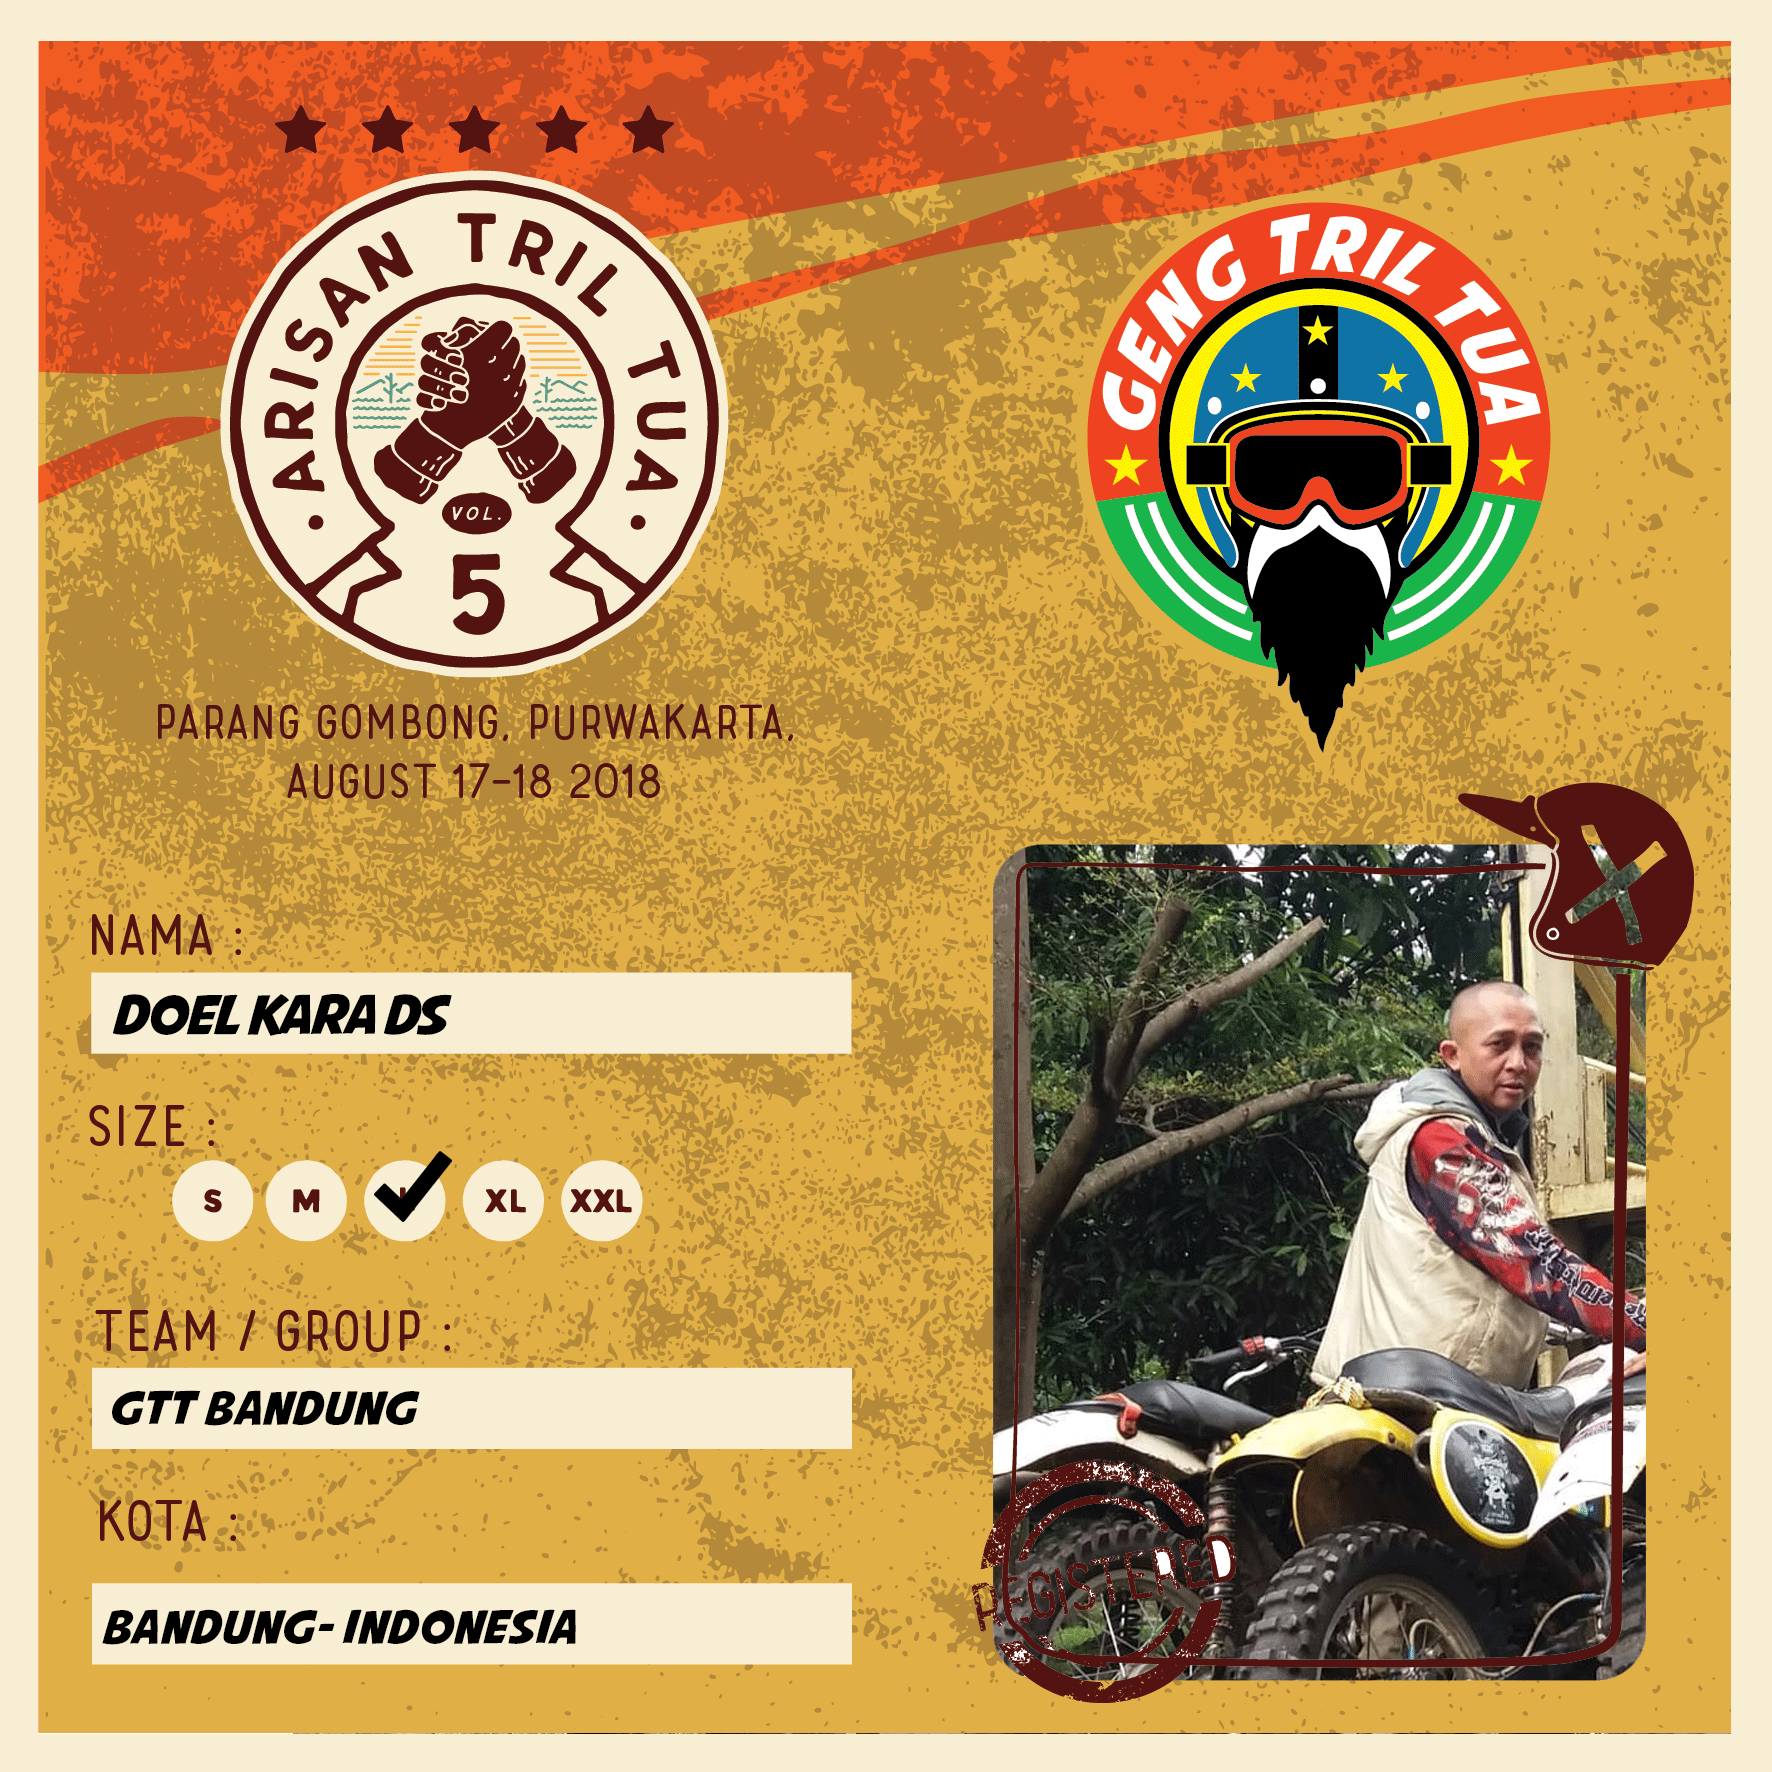 ARISAN TRIL TUA
VOL.
5
GENG TRIL TUA
PARANG GOMBONG, PURWAKARTA,
AUGUST 17-18 2018
NAMA :
DOEL KARA DS
SIZE :
S M XL XXL
TEAM / GROUP :
GTT BANDUNG
KOTA :
BANDUNG- INDONESIA
REGISTERED